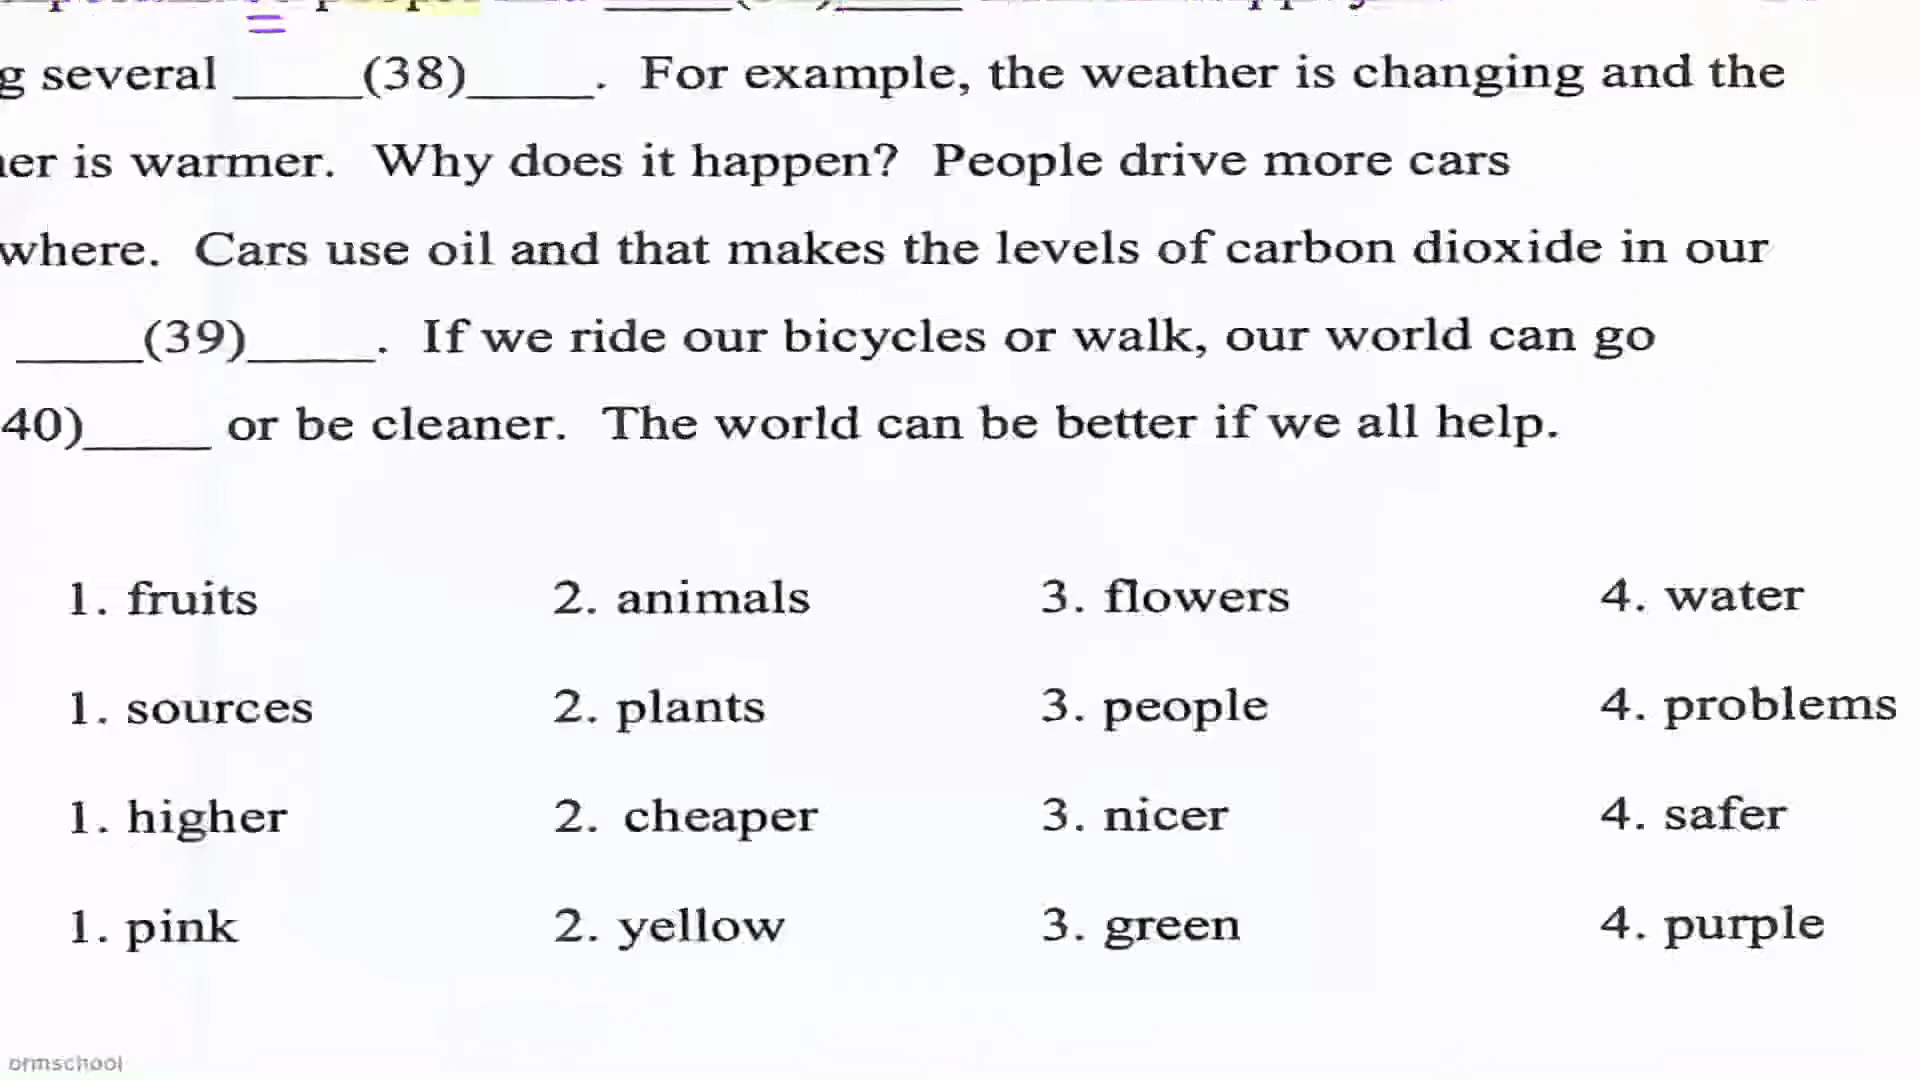 g several _____(38)_____. For example, the weather is changing and the
er is warmer. Why does it happen? People drive more cars
where. Cars use oil and that makes the levels of carbon dioxide in our
_____(39)_____. If we ride our bicycles or walk, our world can go
40)_____ or be cleaner. The world can be better if we all help.
1. fruits 2. animals 3. flowers 4. water
1. sources 2. plants 3. people 4. problems
1. higher 2. cheaper 3. nicer 4. safer
1. pink 2. yellow 3. green 4. purple
ormschool